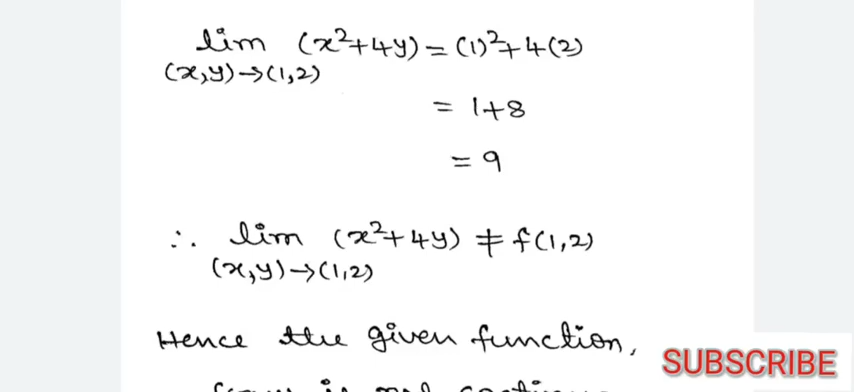 lim (x²+4y) = (1)²+4(2)
(x,y)→(1,2)
= 1+8
= 9
∴ lim (x²+4y) ≠ f(1,2)
(x,y)→(1,2)
Hence the given function,
SUBSCRIBE